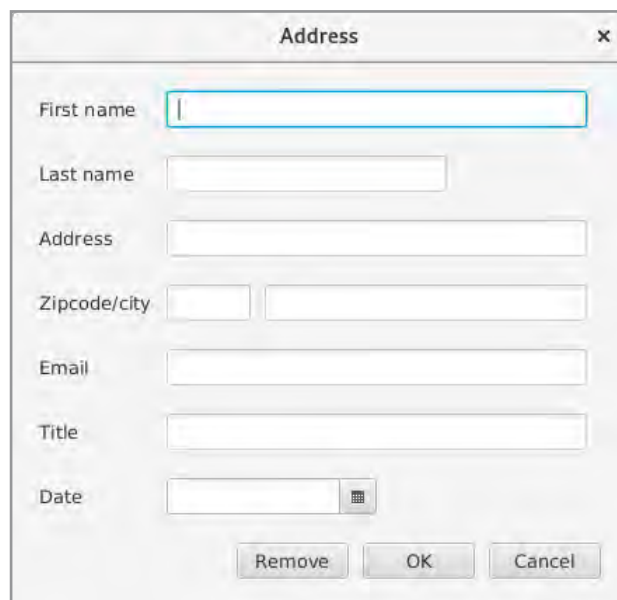 Address ×
First name
Last name
Address
Zipcode/city
Email
Title
Date
Remove OK Cancel